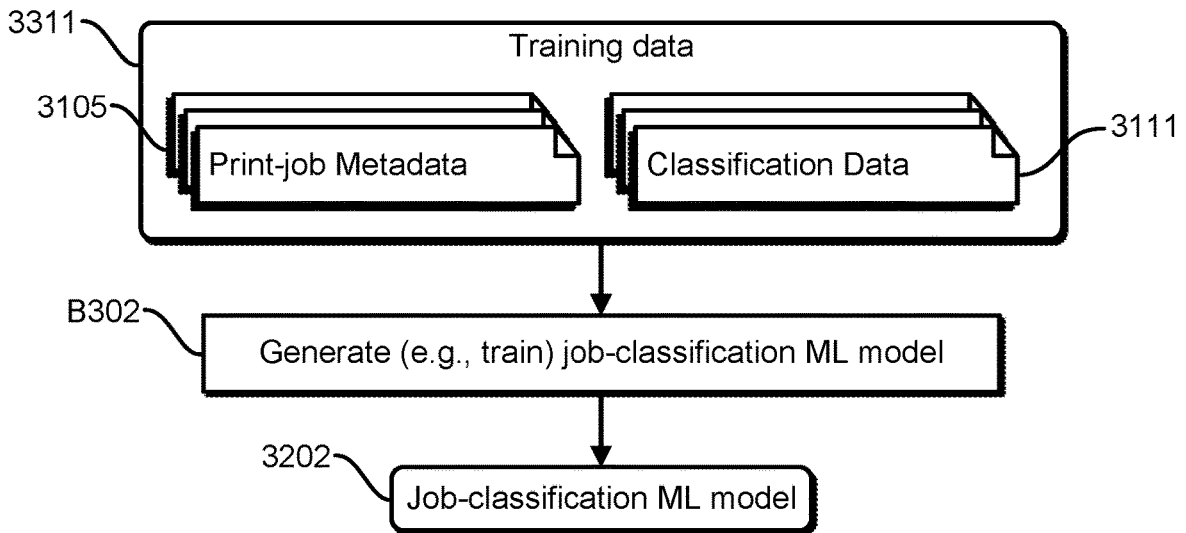 3311
Training data
3105
3111
Print-job Metadata
Classification Data
B302
Generate (e.g., train) job-classification ML model
3202
Job-classification ML model